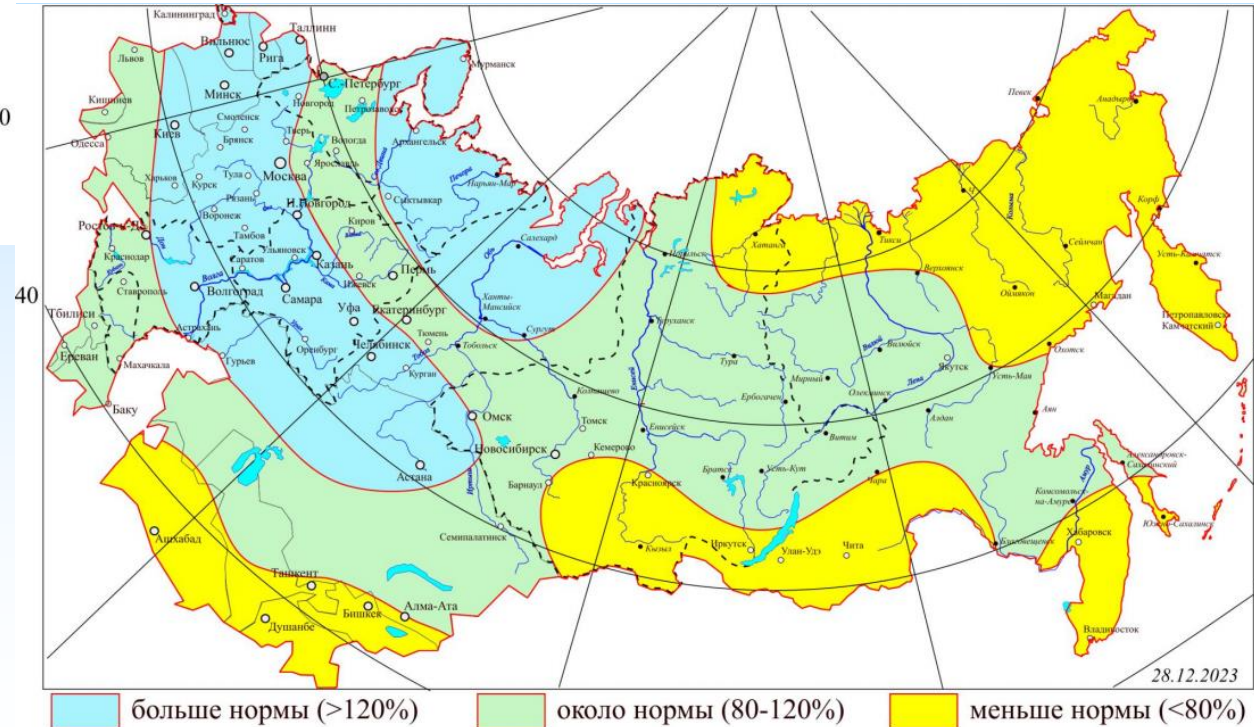 Калининград
Таллинн
Вильнюс
Рига
Львов
Мурманск
С. Петербург
Минск
Новгород
Петрозаводск
Певск
Анадырь
Кишинев
Смоленск
Киев
Тверь
Вологда
Архангельск
Одесса
Брянск
Москва
Ярославль
Печора
Нарьян-Мар
Харьков
Курск
Тула
Рязань
Сыктывкар
Колыма
Корф
Н.Новгород
Воронеж
Киров
Салехард
Обь
Хатанга
Тикси
Сеймчан
Ростов н/Д
Дон
Тамбов
Ульяновск
Казань
Норильск
Усть-Камчатск
Краснодар
Саратов
Пермь
Верхоянск
Волга
Кама
Ижевск
Оймякон
Магадан
Ставрополь
Волгоград
Самара
Ханты-
Мансийск
40
Уфа
Екатеринбург
Петропавловск
Камчатский
Тбилиси
Сургут
Туруханск
Астрахань
Тюмень
Вилюй
Вилюйск
Охотск
Ереван
Гурьев
Оренбург
Челябинск
Тобол
Тобольск
Тура
Якутск
Махачкала
Курган
Енисей
Мирный
Лена
Усть-Мая
Баку
Колпашево
Ербогачен
Олекминск
Омск
Томск
Енисейск
Витим
Алдан
Аян
Новосибирск
Кемерово
Астана
Иртыш
Барнаул
Красноярск
Братск
Усть-Кут
Чара
Амур
Александровск-
Сахалинский
Комсомольск-
на-Амуре
Семипалатинск
Южно-Сахалинск
Ашхабад
Кызыл
Иркутск
Улан-Удэ
Чита
Благовещенск
Хабаровск
Ташкент
Бишкек
Алма-Ата
Душанбе
Владивосток
28.12.2023
больше нормы (>120%)
около нормы (80-120%)
меньше нормы (<80%)